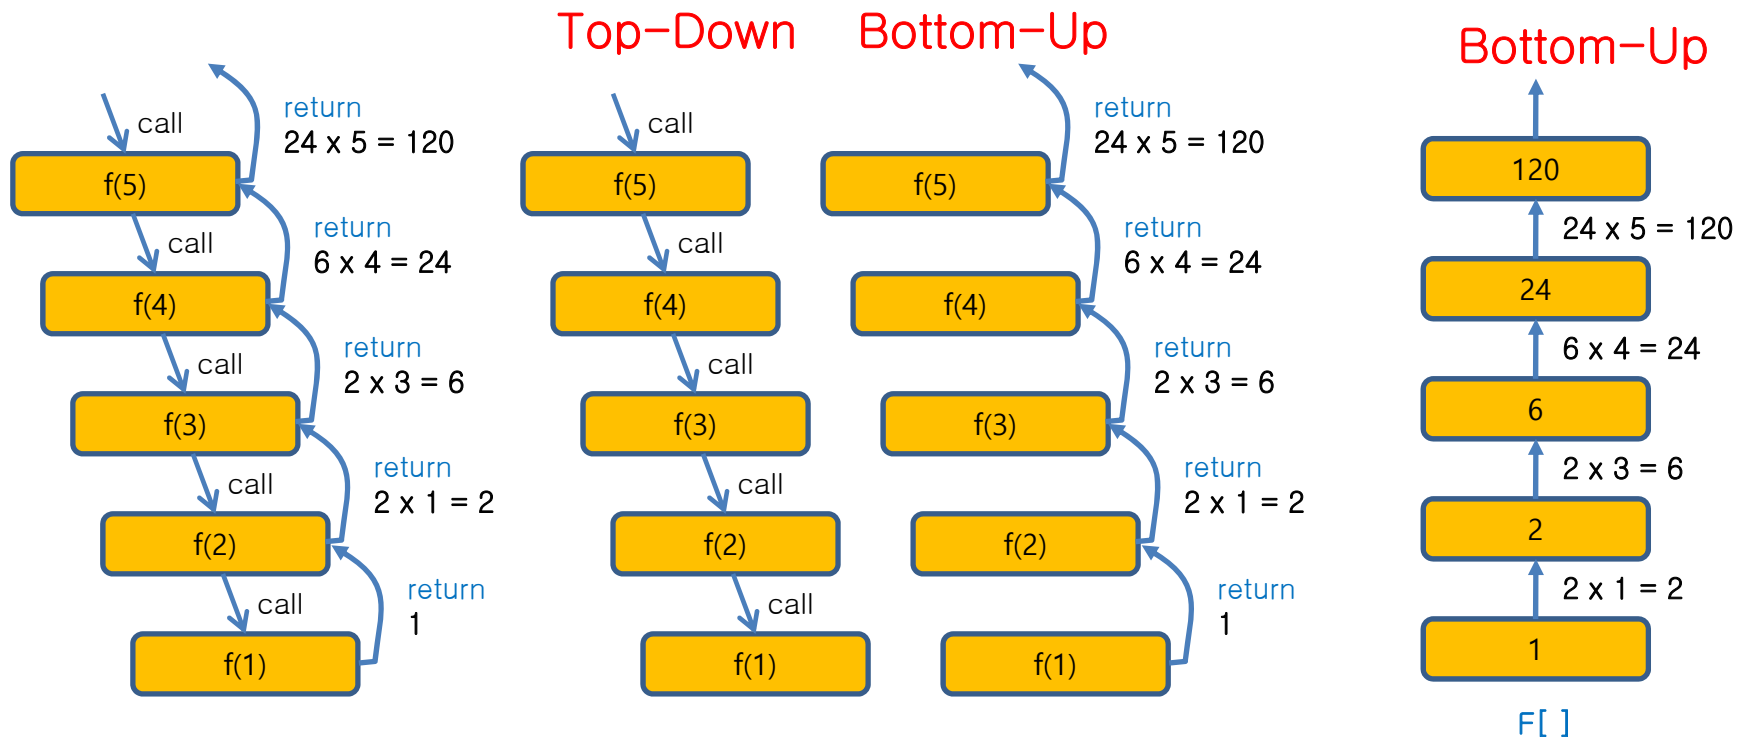 Top-Down
Bottom-Up
Bottom-Up
call
return
24 x 5 = 120
f(5)
call
return
6 x 4 = 24
f(4)
call
return
2 x 3 = 6
f(3)
call
return
2 x 1 = 2
f(2)
call
return
1
f(1)
call
f(5)
call
f(4)
call
f(3)
call
f(2)
call
f(1)
return
24 x 5 = 120
f(5)
return
6 x 4 = 24
f(4)
return
2 x 3 = 6
f(3)
return
2 x 1 = 2
f(2)
return
1
f(1)
120
24 x 5 = 120
24
6 x 4 = 24
6
2 x 3 = 6
2
2 x 1 = 2
1
F[ ]